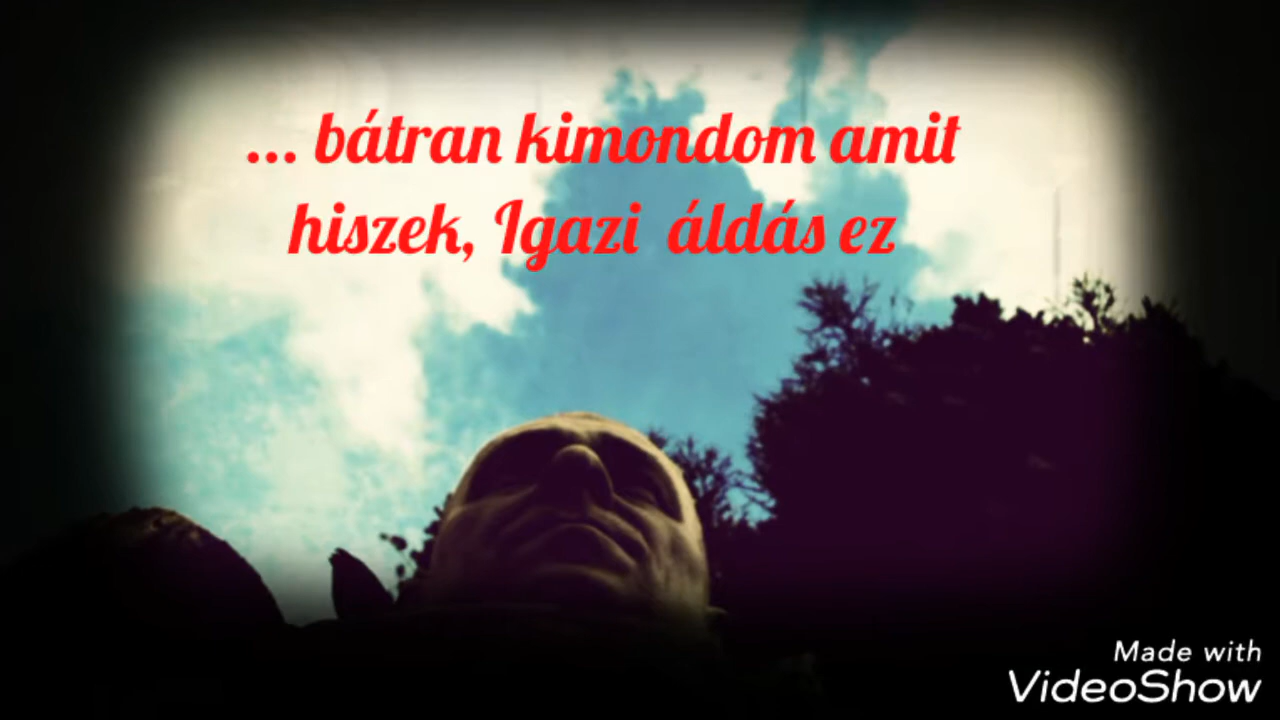 ... bátran kimondom amit
hiszek, Igazi áldás ez
Made with
VideoShow